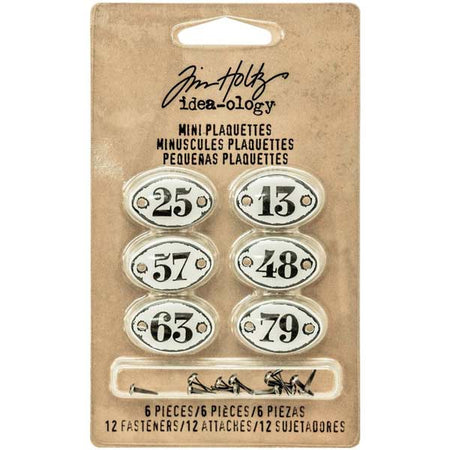 Tim Holtz
idea-ology
MINI PLAQUETTES
MINUSCULES PLAQUETTES
PEQUEÑAS PLAQUETTES
25 13
57 48
63 79
6 PIECES/6 PIÈCES/6 PIEZAS
12 FASTENERS/12 ATTACHES/12 SUJETADORES